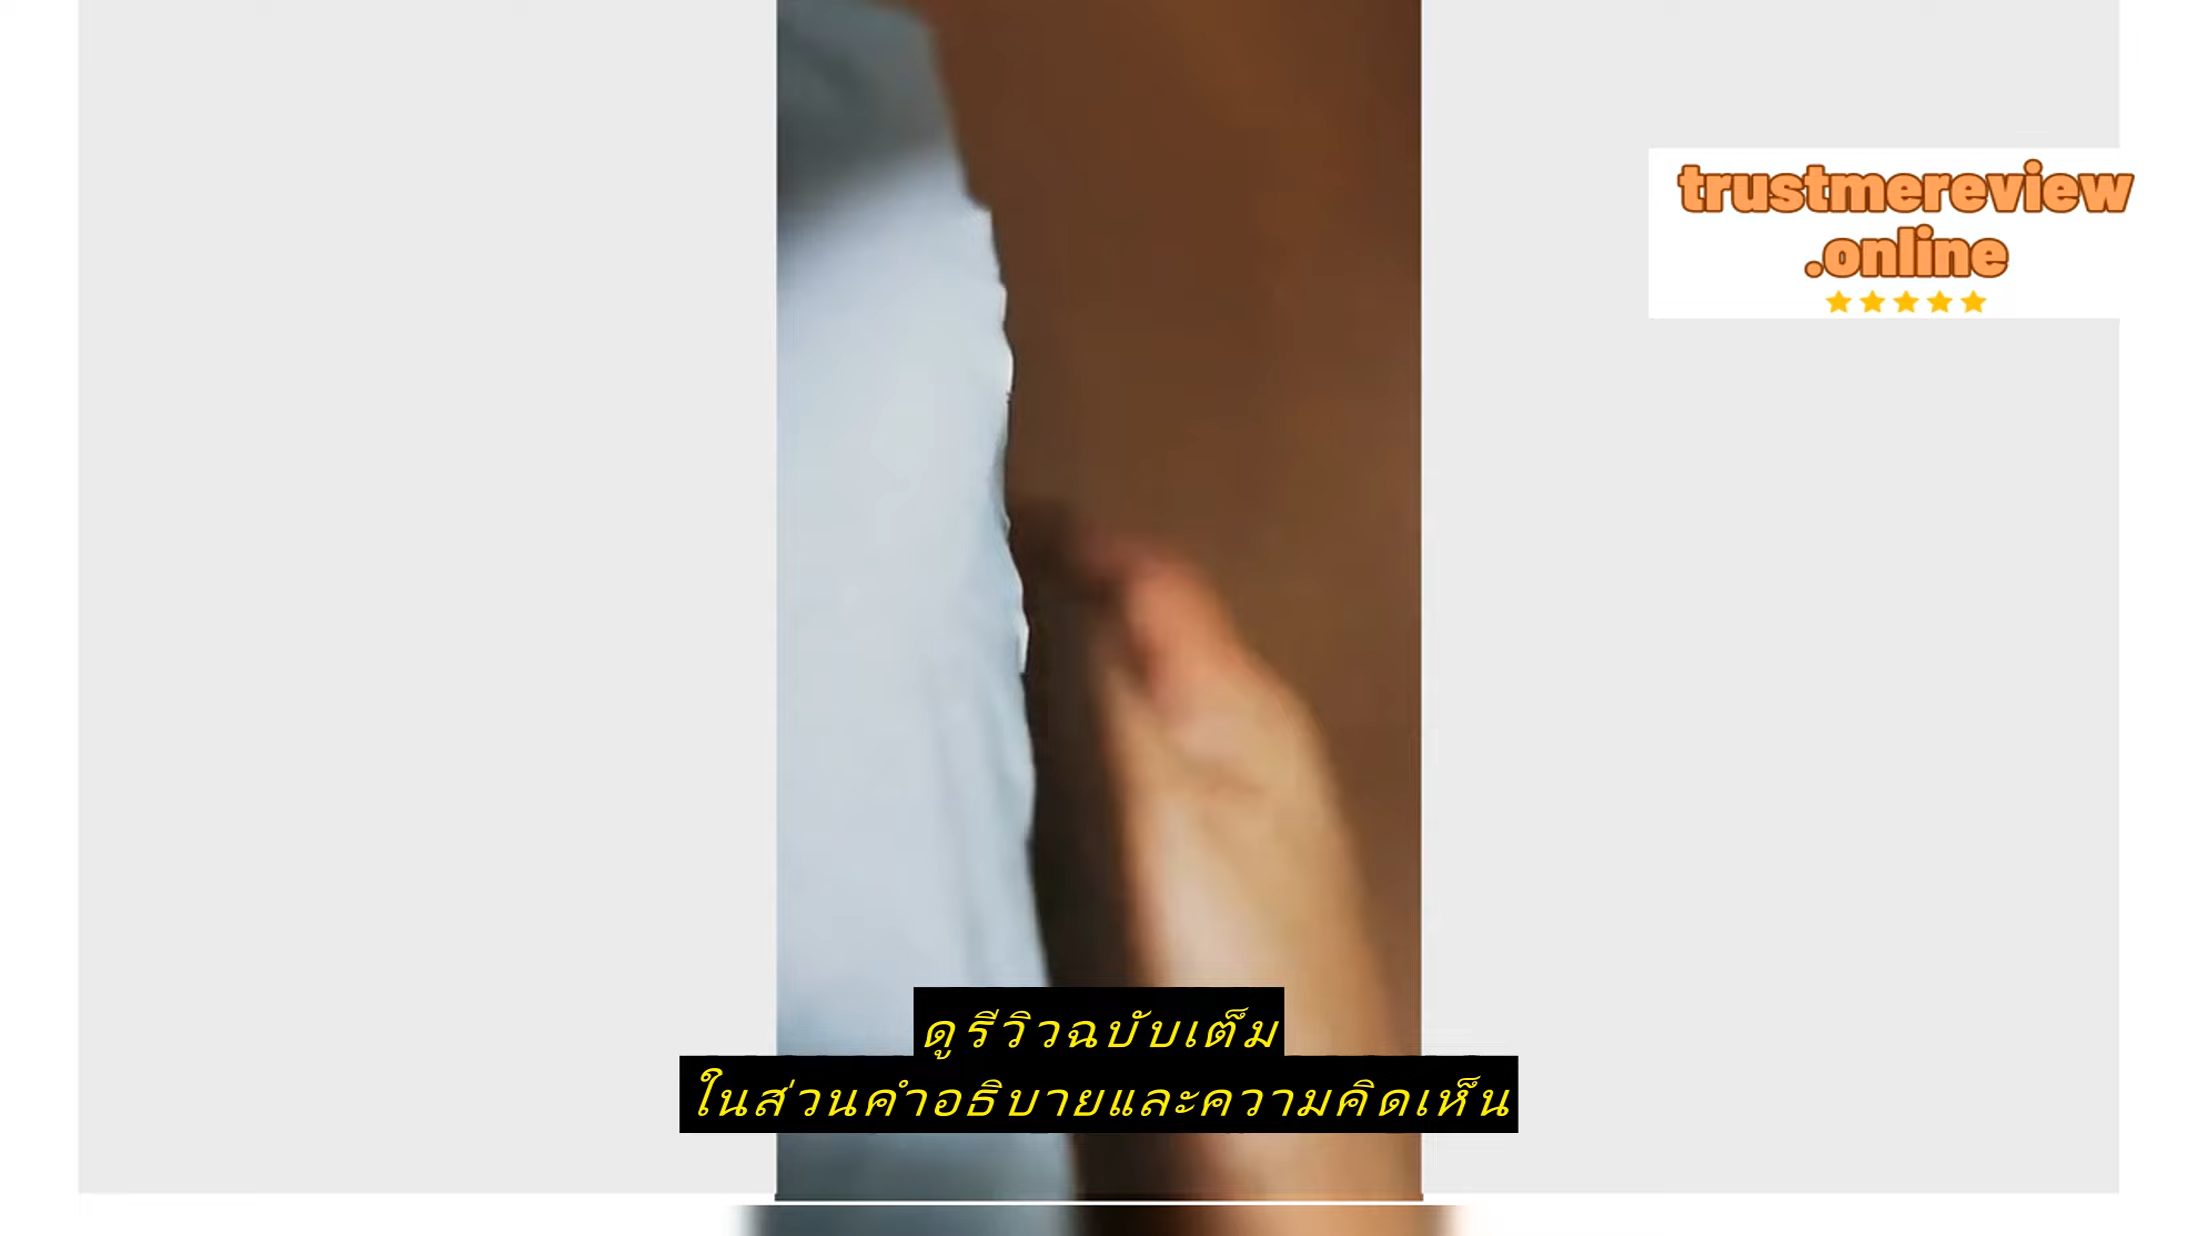 trustmereview
.online
ดูรีวิวฉบับเต็ม
ในส่วนคำอธิบายและความคิดเห็น